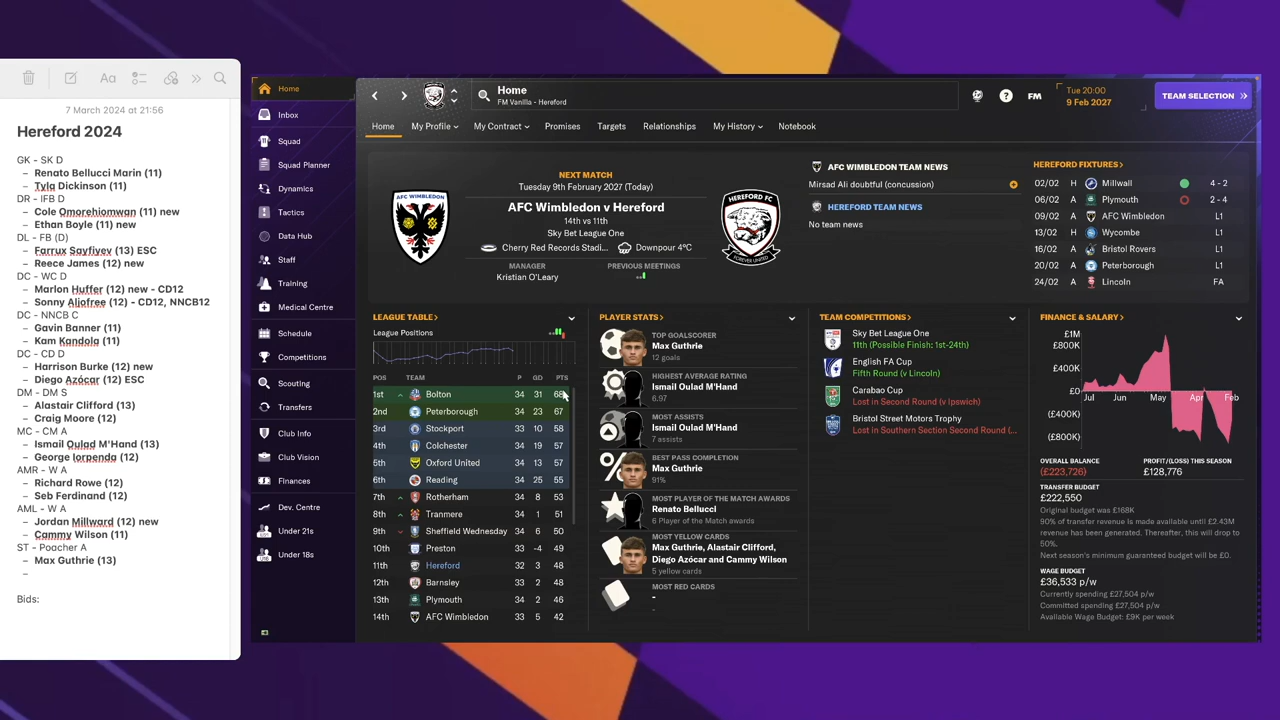 7 March 2024 at 21:56
Hereford 2024
GK - SK D
– Renato Bellucci Marin (11)
– Tyla Dickinson (11)
DR - IFB D
– Cole Omorehiomwan (11) new
– Ethan Boyle (11) new
DL - FB (D)
– Farrux Sayfiyev (13) ESC
– Reece James (12) new
DC - WC D
– Marlon Huffer (12) new - CD12
– Sonny Aljofree (12) - CD12, NNCB12
DC - NNCB C
– Gavin Banner (11)
– Kam Kandola (11)
DC - CD D
– Harrison Burke (12) new
– Diego Azócar (12) ESC
DM - DM S
– Alastair Clifford (13)
– Craig Moore (12)
MC - CM A
– Ismail Oulad M'Hand (13)
– George Iorpenda (12)
AMR - W A
– Richard Rowe (12)
– Seb Ferdinand (12)
AML - W A
– Jordan Millward (12) new
– Cammy Wilson (11)
ST - Poacher A
– Max Guthrie (13)
–
Bids:
Home
Inbox
Squad
Squad Planner
Dynamics
Tactics
Data Hub
Staff
Training
Medical Centre
Schedule
Competitions
Scouting
Transfers
Club Info
Club Vision
Finances
Dev. Centre
Under 21s
Under 18s
Home
FM Vanilla - Hereford
FM
Tue 20:00
9 Feb 2027
TEAM SELECTION
Home My Profile My Contract Promises Targets Relationships My History Notebook
NEXT MATCH
Tuesday 9th February 2027 (Today)
AFC Wimbledon v Hereford
14th vs 11th
Sky Bet League One
Cherry Red Records Stadi... Downpour 4°C
MANAGER
Kristian O'Leary
PREVIOUS MEETINGS
AFC WIMBLEDON
HEREFORD FC
FOREVER UNITED
AFC WIMBLEDON TEAM NEWS
Mirsad Ali doubtful (concussion)
HEREFORD TEAM NEWS
No team news
HEREFORD FIXTURES
02/02 H Millwall 4 - 2
06/02 A Plymouth 2 - 4
09/02 A AFC Wimbledon L1
13/02 H Wycombe L1
16/02 A Bristol Rovers L1
20/02 A Peterborough L1
24/02 A Lincoln FA
LEAGUE TABLE
League Positions
POS TEAM P GD PTS
1st Bolton 34 31 68
2nd Peterborough 34 23 67
3rd Stockport 33 10 58
4th Colchester 34 19 57
5th Oxford United 34 13 57
6th Reading 34 25 55
7th Rotherham 34 8 53
8th Tranmere 34 1 51
9th Sheffield Wednesday 34 6 50
10th Preston 33 -4 49
11th Hereford 32 3 48
12th Barnsley 33 2 48
13th Plymouth 34 2 46
14th AFC Wimbledon 33 5 42
PLAYER STATS
TOP GOALSCORER
Max Guthrie
12 goals
HIGHEST AVERAGE RATING
Ismail Oulad M'Hand
6.97
MOST ASSISTS
Ismail Oulad M'Hand
7 assists
BEST PASS COMPLETION
Max Guthrie
91%
MOST PLAYER OF THE MATCH AWARDS
Renato Bellucci
6 Player of the Match awards
MOST YELLOW CARDS
Max Guthrie, Alastair Clifford,
Diego Azócar and Cammy Wilson
5 yellow cards
MOST RED CARDS
-
-
TEAM COMPETITIONS
Sky Bet League One
11th (Possible Finish: 1st-24th)
English FA Cup
Fifth Round (v Lincoln)
Carabao Cup
Lost in Second Round (v Ipswich)
Bristol Street Motors Trophy
Lost in Southern Section Second Round (...
FINANCE & SALARY
£1M
£800K
£400K
£0
(£400K)
(£800K)
Jul Jun May Apr Feb
OVERALL BALANCE
(£223,726)
PROFIT/(LOSS) THIS SEASON
£128,776
TRANSFER BUDGET
£222,550
Original budget was £168K
90% of transfer revenue is made available until £2.43M
revenue has been generated. Thereafter, this will drop to
50%.
Next season's minimum guaranteed budget will be £0.
WAGE BUDGET
£36,533 p/w
Currently spending £27,504 p/w
Committed spending £27,504 p/w
Available Wage Budget: £9K per week